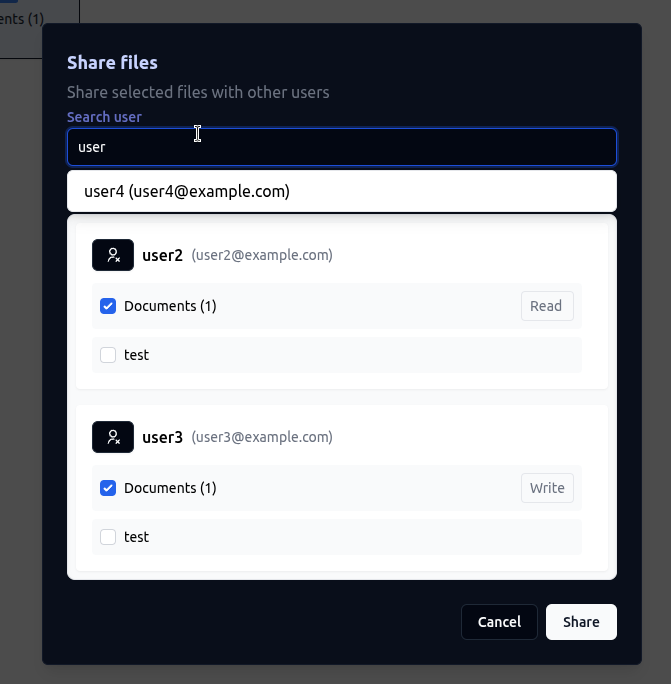 ents (1)
Share files
Share selected files with other users
Search user
user
user4 (user4@example.com)
user2 (user2@example.com)
Documents (1) Read
test
user3 (user3@example.com)
Documents (1) Write
test
Cancel Share